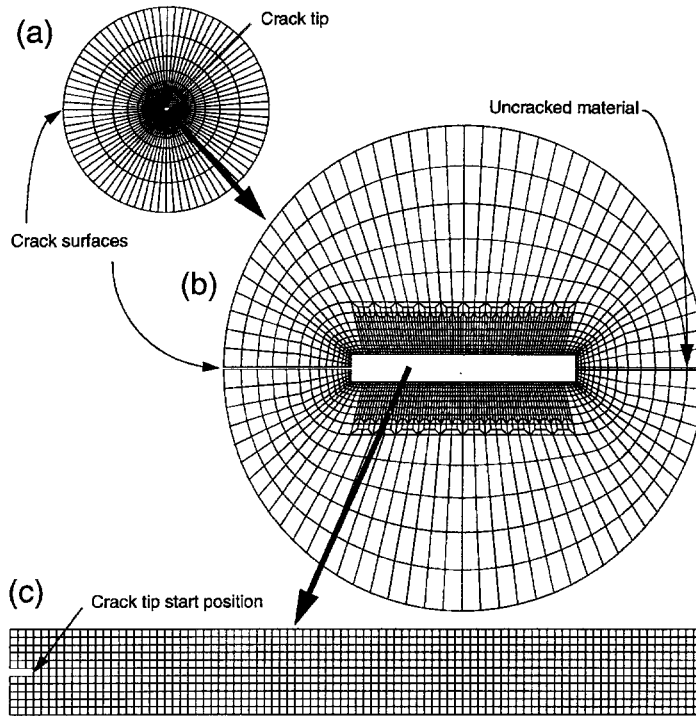 (a)
Crack tip
Uncracked material
Crack surfaces
(b)
(c)
Crack tip start position